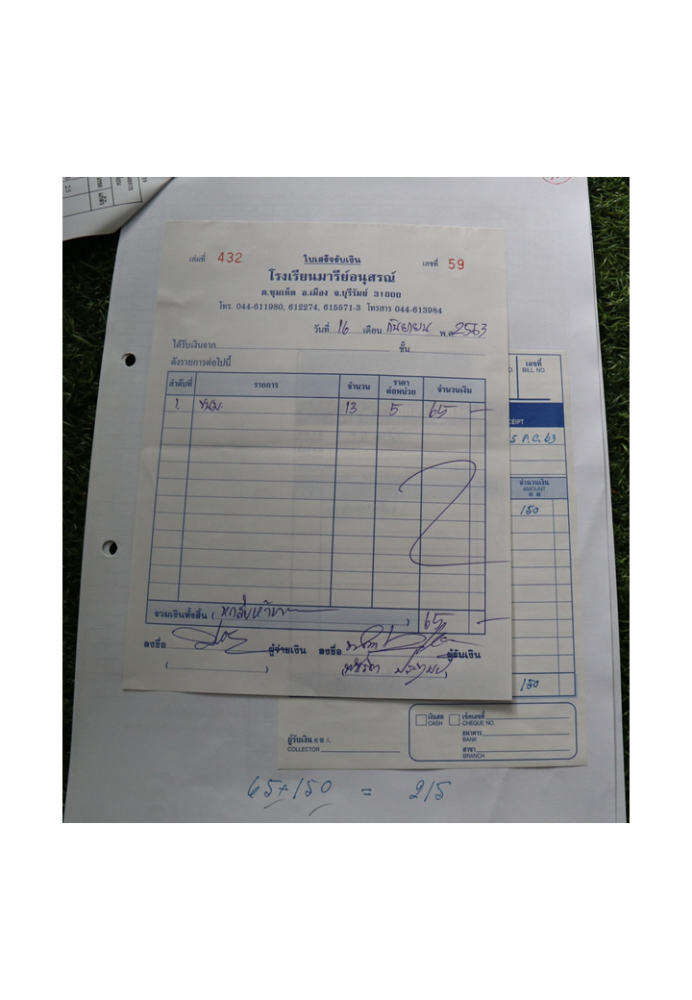 เล่มที่ 432 ใบเสร็จรับเงิน เลขที่ 59
โรงเรียนมารีย์อนุสรณ์
ต.ชุมเห็ด อ.เมือง จ.บุรีรัมย์ 31000
โทร. 044-611980, 612274, 615571-3 โทรสาร 044-613984
วันที่ 16 เดือน กันยายน พ.ศ. 2563
ได้รับเงินจาก ชั้น
ดังรายการต่อไปนี้
ลำดับที่ รายการ จำนวน ราคาต่อหน่วย จำนวนเงิน
1. ขนม 13 5 65 -
รวมเงินทั้งสิ้น ( หกสิบห้าบาท ) 65 -
ลงชื่อ ผู้จ่ายเงิน ลงชื่อ ผู้รับเงิน
เลขที่
BILL NO.
EIPT
จำนวนเงิน
AMOUNT
150
150
เงินสด เช็คเลขที่
CASH CHEQUE NO.
ธนาคาร
BANK
สาขา
BRANCH
ผู้รับเงิน
COLLECTOR
65+150 = 215